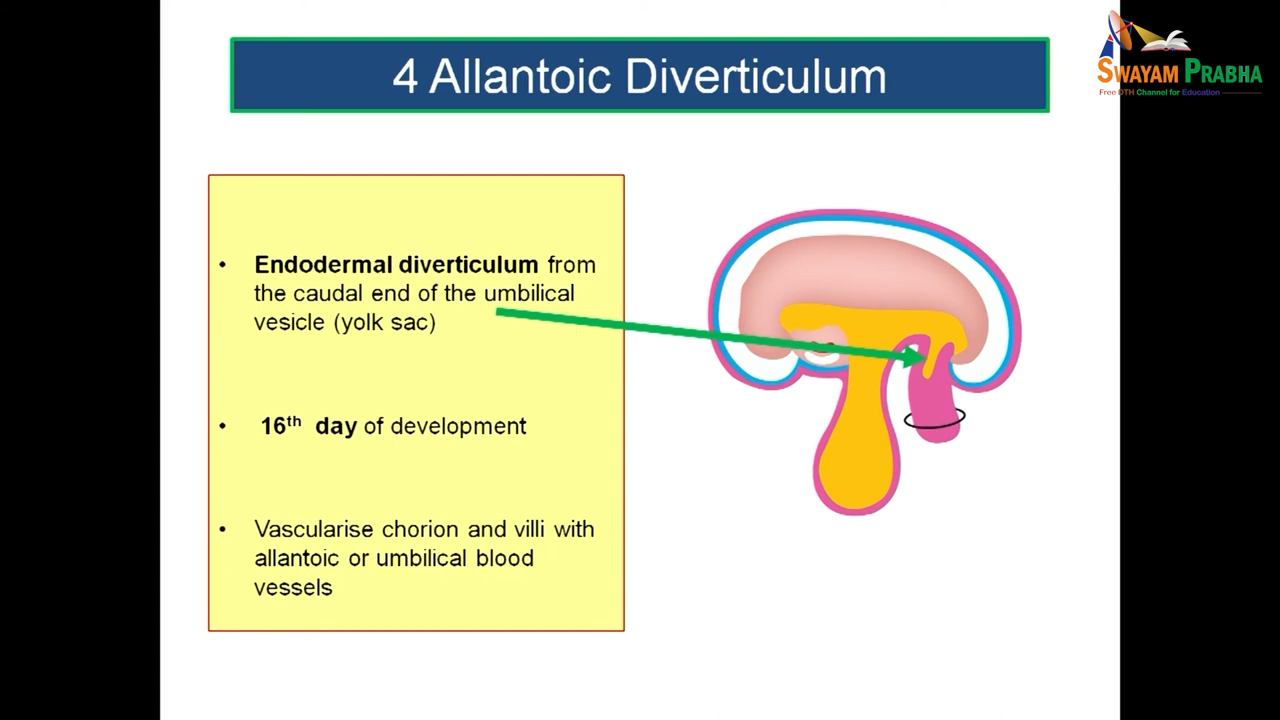 SWAYAM PRABHA
Free DTH Channel for Education
4 Allantoic Diverticulum
• Endodermal diverticulum from
the caudal end of the umbilical
vesicle (yolk sac)
• 16th day of development
• Vascularise chorion and villi with
allantoic or umbilical blood
vessels